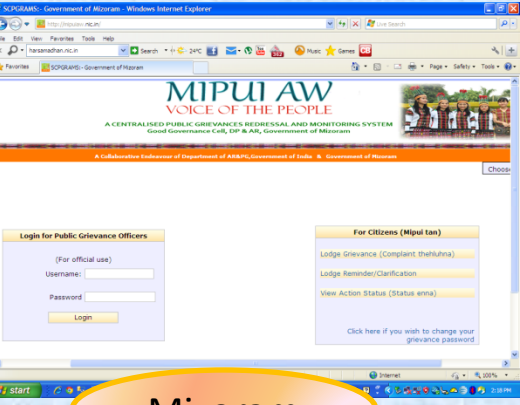 SCPGRAMS:- Government of Mizoram - Windows Internet Explorer
http://mipuiaw.nic.in/
Live Search
File Edit View Favorites Tools Help
harsamadhan.nic.in Search 24°C Music Games
Favorites SCPGRAMS:- Government of Mizoram Page Safety Tools
MIPUI AW
VOICE OF THE PEOPLE
A CENTRALISED PUBLIC GRIEVANCES REDRESSAL AND MONITORING SYSTEM
Good Governance Cell, DP & AR, Government of Mizoram
A Collaborative Endeavour of Department of AR&PG,Government of India & Government of Mizoram
Choose
Login for Public Grievance Officers
(For official use)
Username:
Password
Login
For Citizens (Mipui tan)
Lodge Grievance (Complaint thehluhna)
Lodge Reminder/Clarification
View Action Status (Status enna)
Click here if you wish to change your
grievance password
Internet 100%
start 2:18 PM
Mizoram